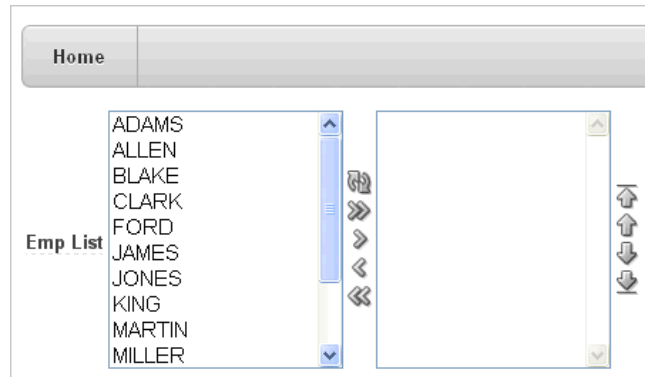 Home
Emp List
ADAMS
ALLEN
BLAKE
CLARK
FORD
JAMES
JONES
KING
MARTIN
MILLER